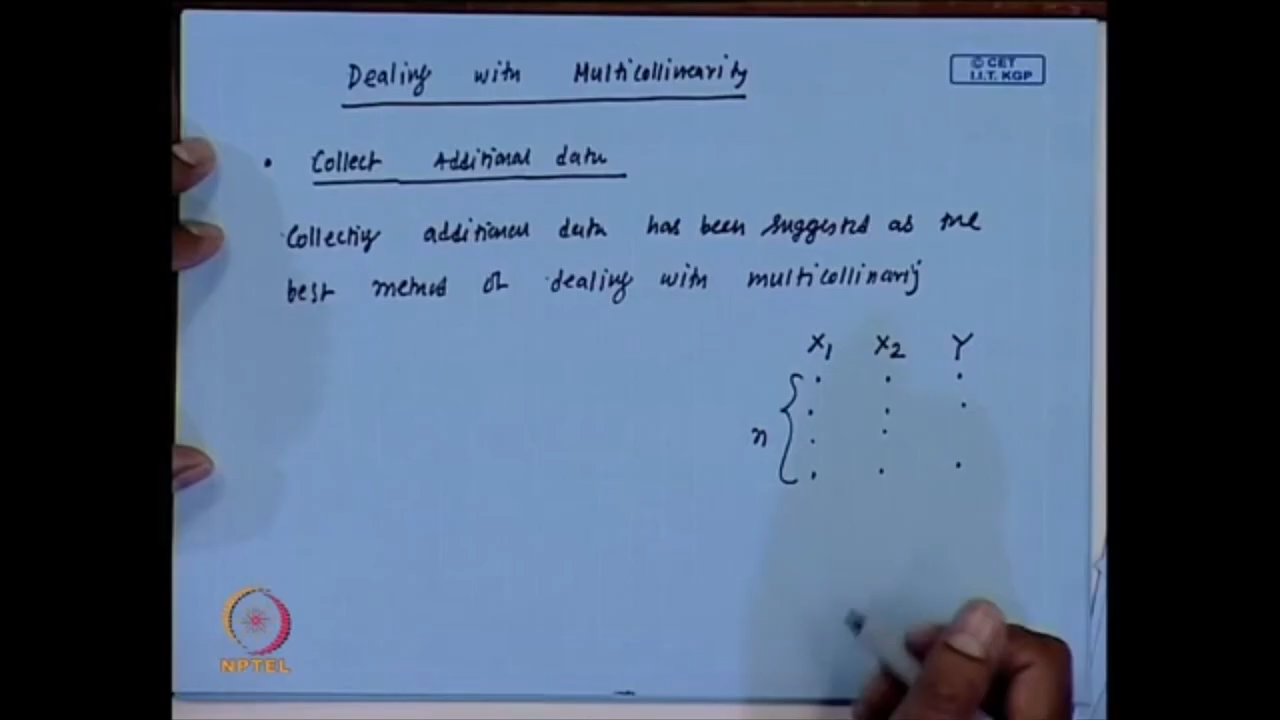 Dealing with Multicollinearity
© CET
I.I.T. KGP
• Collect Additional data
Collecting additional data has been suggested as the
best method of dealing with multicollinarity
X1 X2 Y
n
NPTEL